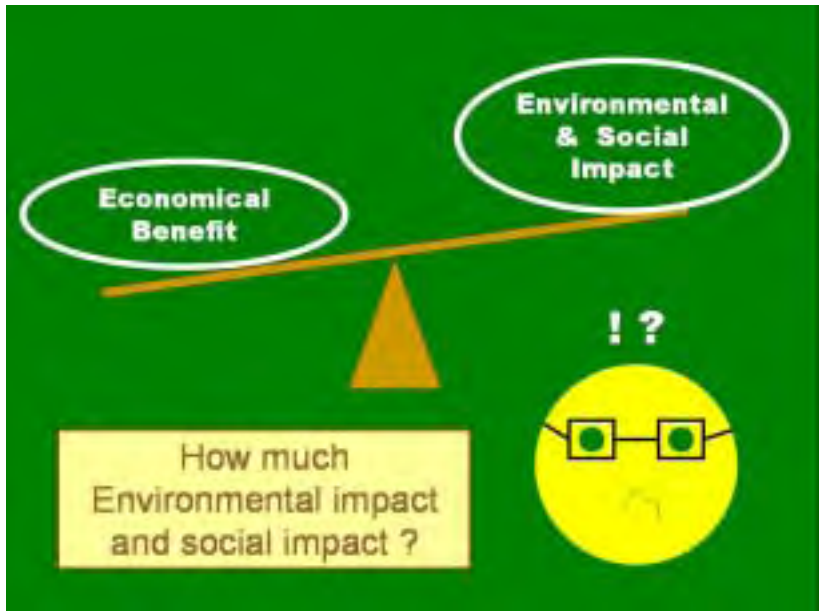 Economical
Benefit
Environmental
& Social
Impact
! ?
How much
Environmental impact
and social impact ?